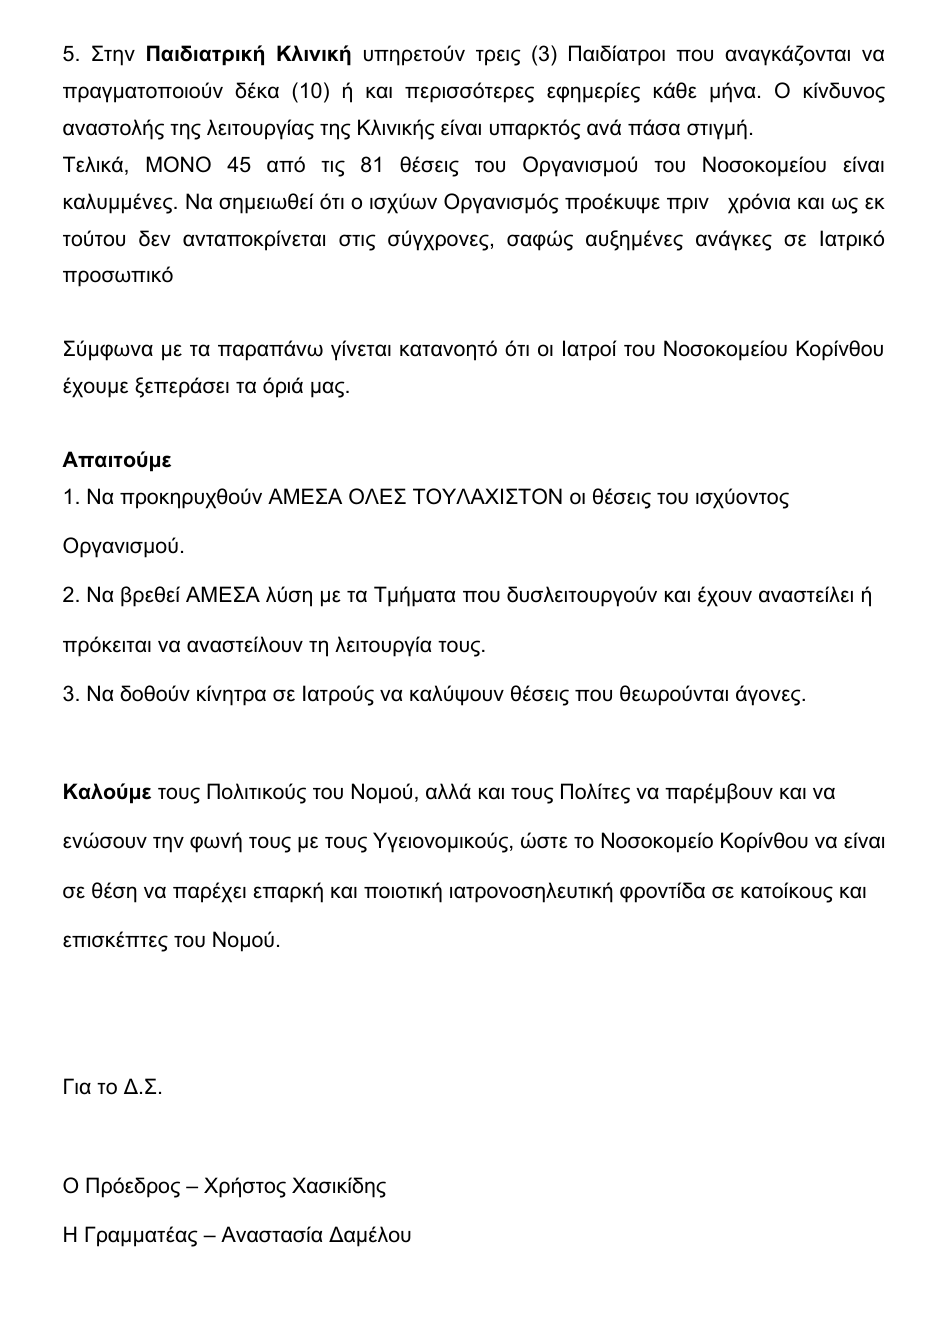 5. Στην Παιδιατρική Κλινική υπηρετούν τρεις (3) Παιδίατροι που αναγκάζονται να
πραγματοποιούν δέκα (10) ή και περισσότερες εφημερίες κάθε μήνα. Ο κίνδυνος
αναστολής της λειτουργίας της Κλινικής είναι υπαρκτός ανά πάσα στιγμή.
Τελικά, ΜΟΝΟ 45 από τις 81 θέσεις του Οργανισμού του Νοσοκομείου είναι
καλυμμένες. Να σημειωθεί ότι ο ισχύων Οργανισμός προέκυψε πριν χρόνια και ως εκ
τούτου δεν ανταποκρίνεται στις σύγχρονες, σαφώς αυξημένες ανάγκες σε Ιατρικό
προσωπικό
Σύμφωνα με τα παραπάνω γίνεται κατανοητό ότι οι Ιατροί του Νοσοκομείου Κορίνθου
έχουμε ξεπεράσει τα όριά μας.
Απαιτούμε
1. Να προκηρυχθούν ΑΜΕΣΑ ΟΛΕΣ ΤΟΥΛΑΧΙΣΤΟΝ οι θέσεις του ισχύοντος
Οργανισμού.
2. Να βρεθεί ΑΜΕΣΑ λύση με τα Τμήματα που δυσλειτουργούν και έχουν αναστείλει ή
πρόκειται να αναστείλουν τη λειτουργία τους.
3. Να δοθούν κίνητρα σε Ιατρούς να καλύψουν θέσεις που θεωρούνται άγονες.
Καλούμε τους Πολιτικούς του Νομού, αλλά και τους Πολίτες να παρέμβουν και να
ενώσουν την φωνή τους με τους Υγειονομικούς, ώστε το Νοσοκομείο Κορίνθου να είναι
σε θέση να παρέχει επαρκή και ποιοτική ιατρονοσηλευτική φροντίδα σε κατοίκους και
επισκέπτες του Νομού.
Για το Δ.Σ.
Ο Πρόεδρος – Χρήστος Χασικίδης
Η Γραμματέας – Αναστασία Δαμέλου